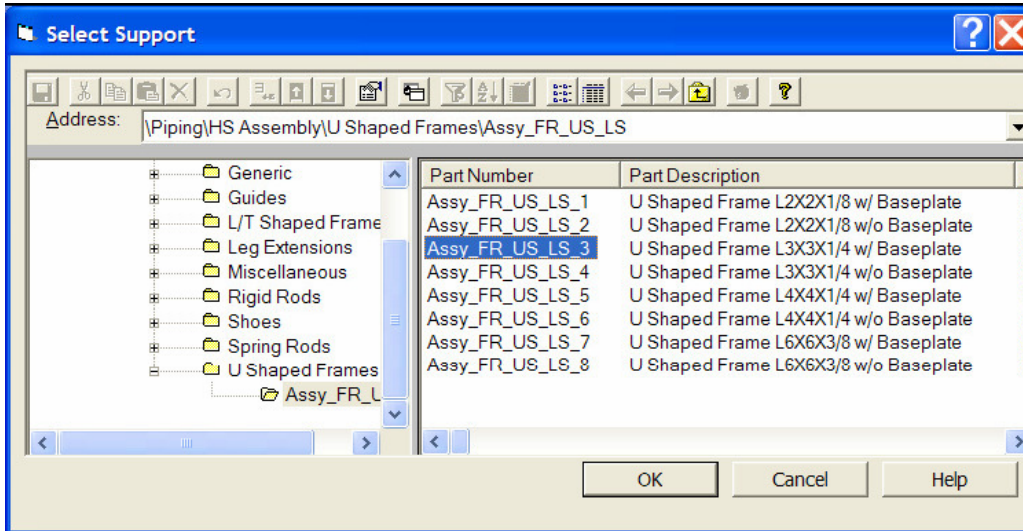 Select Support
Address: \Piping\HS Assembly\U Shaped Frames\Assy_FR_US_LS
Generic
Guides
L/T Shaped Frame
Leg Extensions
Miscellaneous
Rigid Rods
Shoes
Spring Rods
U Shaped Frames
Assy_FR_U
Part Number Part Description
Assy_FR_US_LS_1 U Shaped Frame L2X2X1/8 w/ Baseplate
Assy_FR_US_LS_2 U Shaped Frame L2X2X1/8 w/o Baseplate
Assy_FR_US_LS_3 U Shaped Frame L3X3X1/4 w/ Baseplate
Assy_FR_US_LS_4 U Shaped Frame L3X3X1/4 w/o Baseplate
Assy_FR_US_LS_5 U Shaped Frame L4X4X1/4 w/ Baseplate
Assy_FR_US_LS_6 U Shaped Frame L4X4X1/4 w/o Baseplate
Assy_FR_US_LS_7 U Shaped Frame L6X6X3/8 w/ Baseplate
Assy_FR_US_LS_8 U Shaped Frame L6X6X3/8 w/o Baseplate
OK Cancel Help